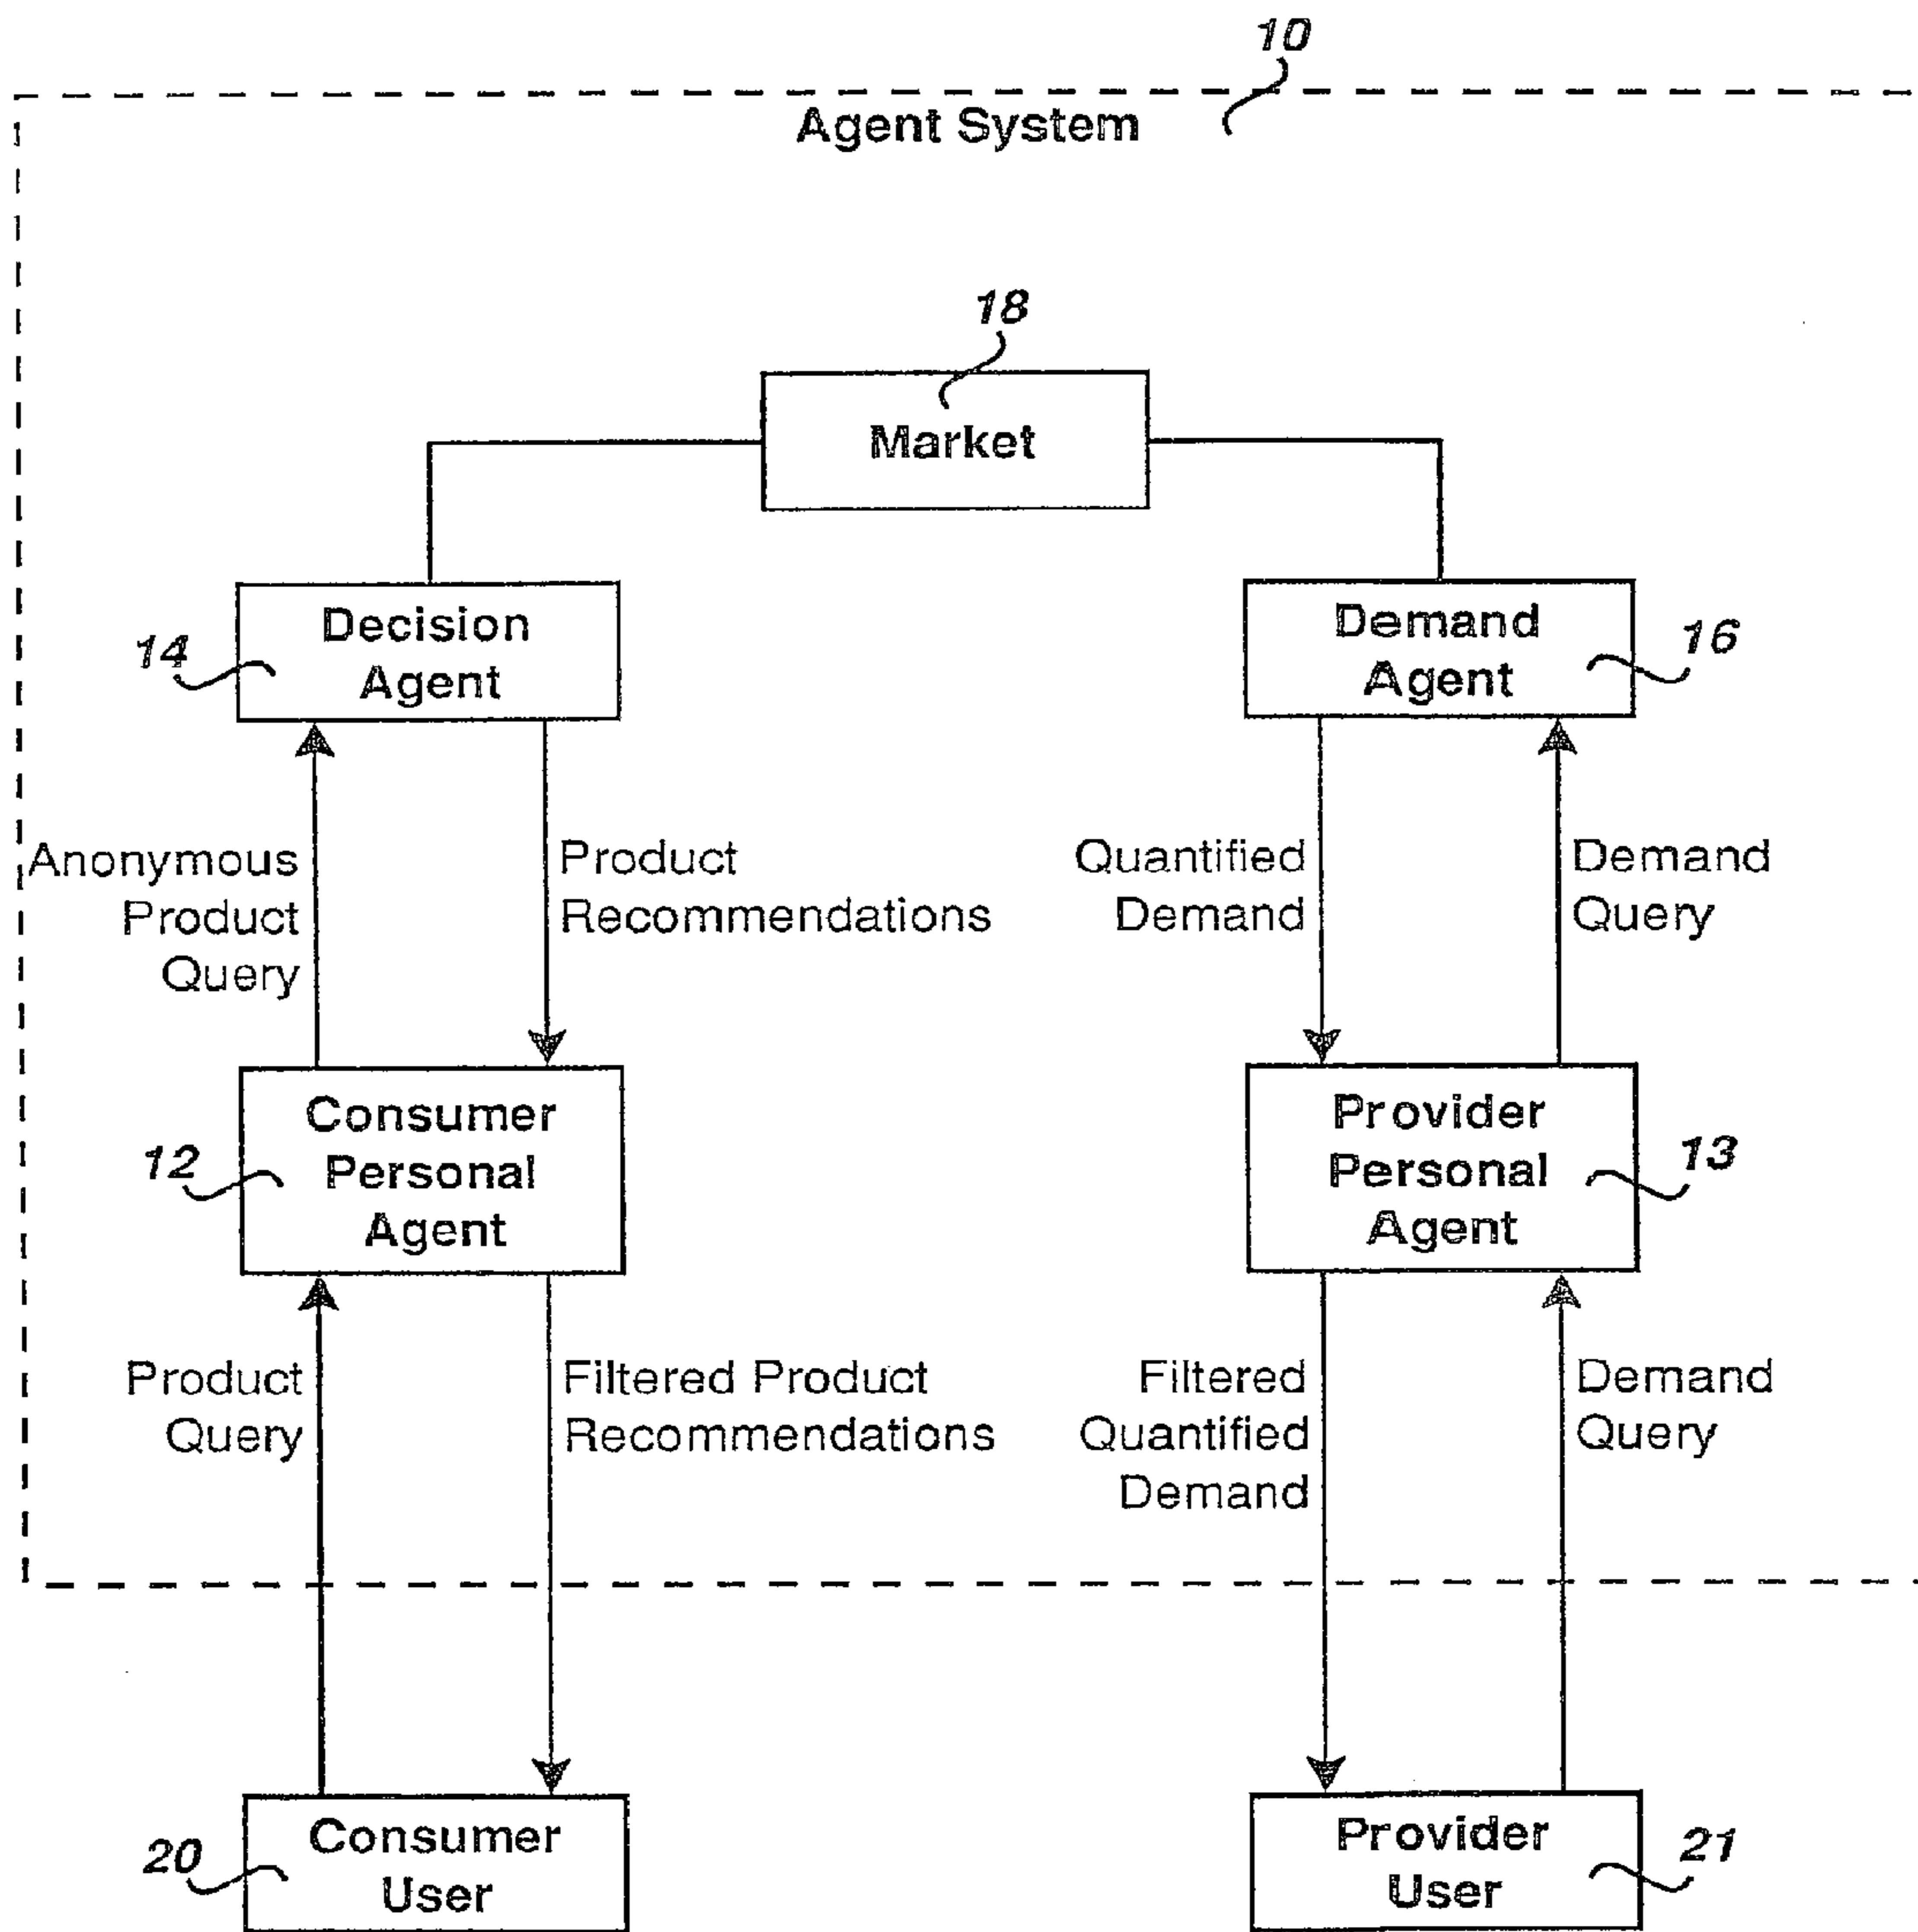 10
Agent System
18
Market
Decision
Agent
14
Demand
Agent
16
Anonymous
Product
Query
Product
Recommendations
Quantified
Demand
Demand
Query
Consumer
Personal
Agent
12
Provider
Personal
Agent
13
Product
Query
Filtered Product
Recommendations
Filtered
Quantified
Demand
Demand
Query
Consumer
User
20
Provider
User
21